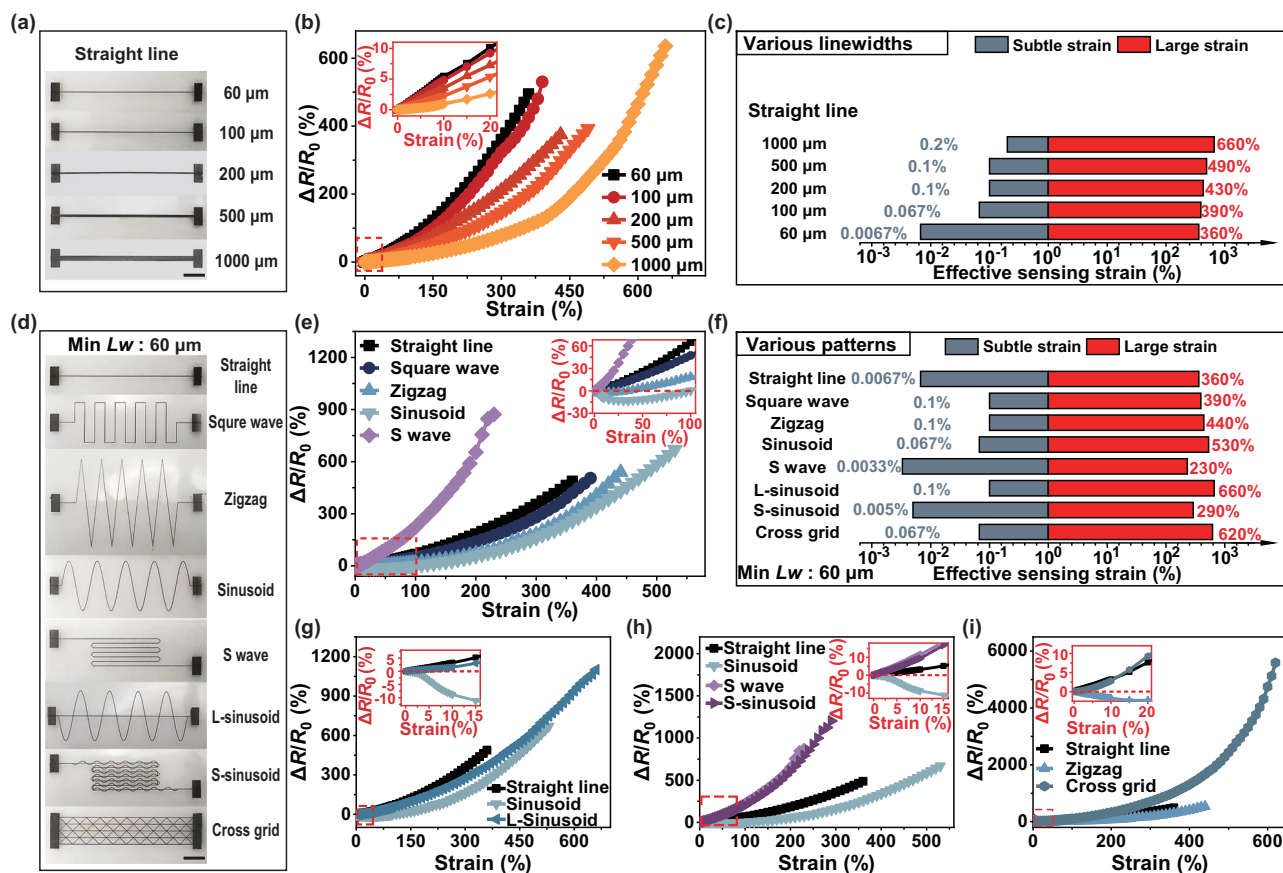 (a)
Straight line
60 μm
100 μm
200 μm
500 μm
1000 μm
(b)
ΔR/R0 (%)
600
400
200
0
0 150 300 450 600
Strain (%)
10
5
0
ΔR/R0 (%)
0 10 20
Strain (%)
60 μm
100 μm
200 μm
500 μm
1000 μm
(c)
Various linewidths
Subtle strain Large strain
Straight line
1000 μm 0.2% 660%
500 μm 0.1% 490%
200 μm 0.1% 430%
100 μm 0.067% 390%
60 μm 0.0067% 360%
10-3 10-2 10-1 100 101 102 103
Effective sensing strain (%)
(d)
Min Lw : 60 μm
Straight
line
Squre wave
Zigzag
Sinusoid
S wave
L-sinusoid
S-sinusoid
Cross grid
(e)
ΔR/R0 (%)
1200
900
600
300
0
0 100 200 300 400 500
Strain (%)
Straight line
Square wave
Zigzag
Sinusoid
S wave
60
30
0
-30
ΔR/R0 (%)
0 50 100
Strain (%)
(f)
Various patterns
Subtle strain Large strain
Straight line 0.0067% 360%
Square wave 0.1% 390%
Zigzag 0.1% 440%
Sinusoid 0.067% 530%
S wave 0.0033% 230%
L-sinusoid 0.1% 660%
S-sinusoid 0.005% 290%
Cross grid 0.067% 620%
10-3 10-2 10-1 100 101 102 103
Min Lw : 60 μm
Effective sensing strain (%)
(g)
ΔR/R0 (%)
1200
900
600
300
0
0 150 300 450 600
Strain (%)
5
0
-5
-10
ΔR/R0 (%)
0 5 10 15
Strain (%)
Straight line
Sinusoid
L-Sinusoid
(h)
ΔR/R0 (%)
2000
1500
1000
500
0
0 100 200 300 400 500
Strain (%)
Straight line
Sinusoid
S wave
S-sinusoid
10
0
-10
ΔR/R0 (%)
0 5 10 15
Strain (%)
(i)
ΔR/R0 (%)
6000
4000
2000
0
0 200 400 600
Strain (%)
10
5
0
ΔR/R0 (%)
0 10 20
Strain (%)
Straight line
Zigzag
Cross grid